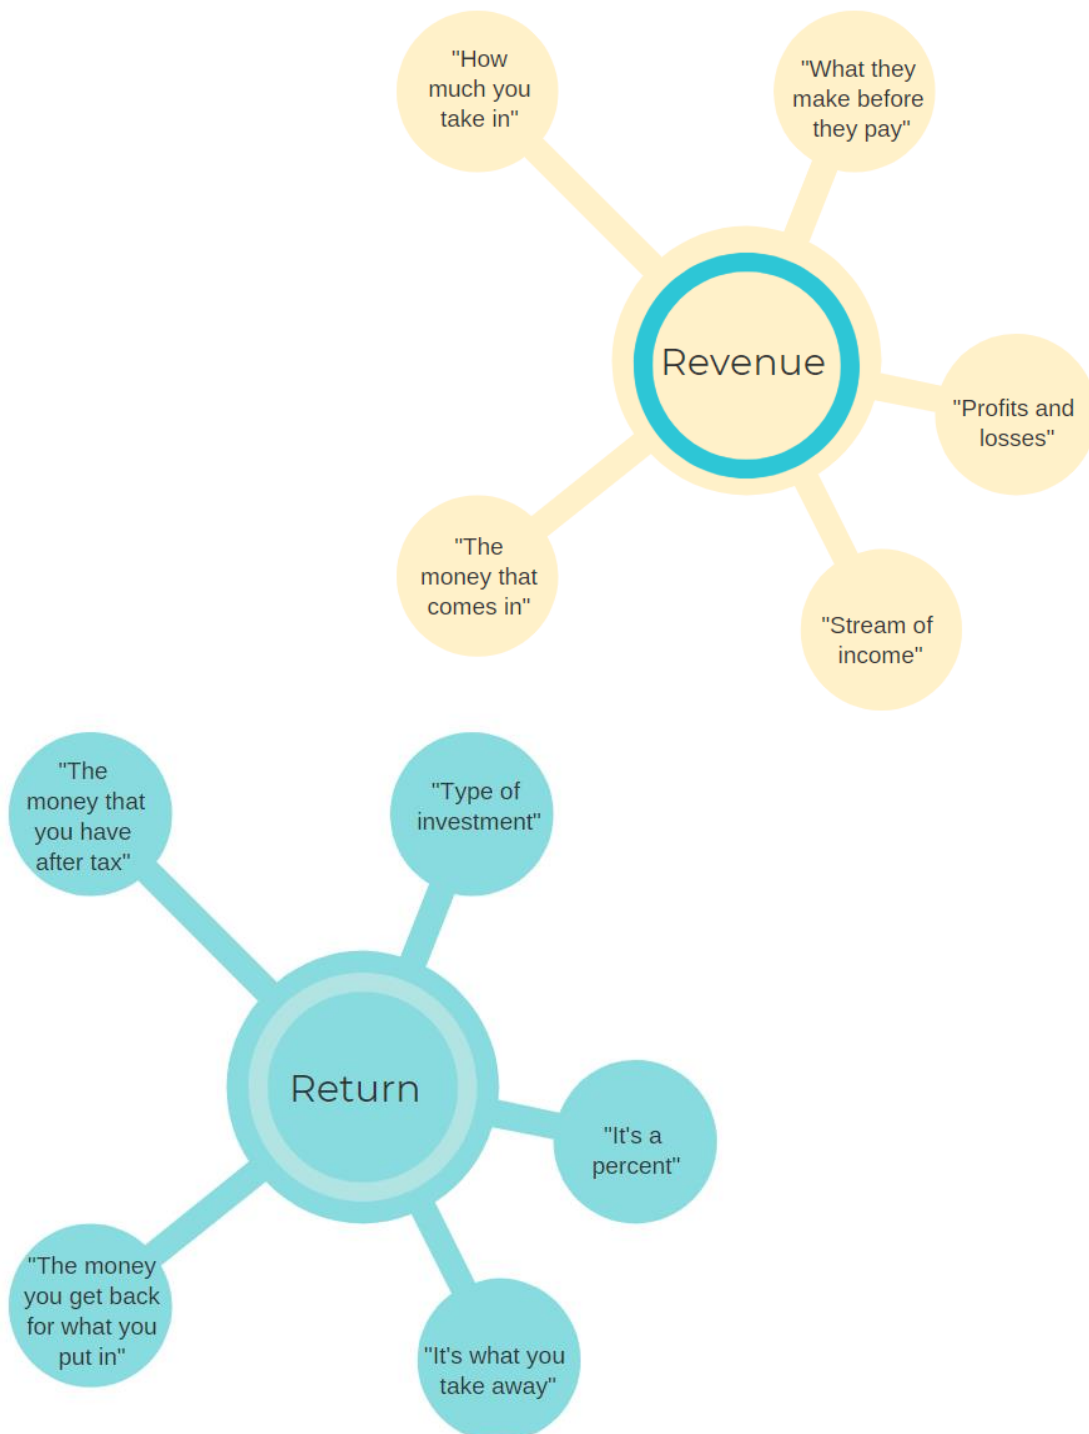 "How
much you
take in"
"What they
make before
they pay"
Revenue
"Profits and
losses"
"The
money that
comes in"
"Stream of
income"
"The
money that
you have
after tax"
"Type of
investment"
Return
"It's a
percent"
"The money
you get back
for what you
put in"
"It's what you
take away"